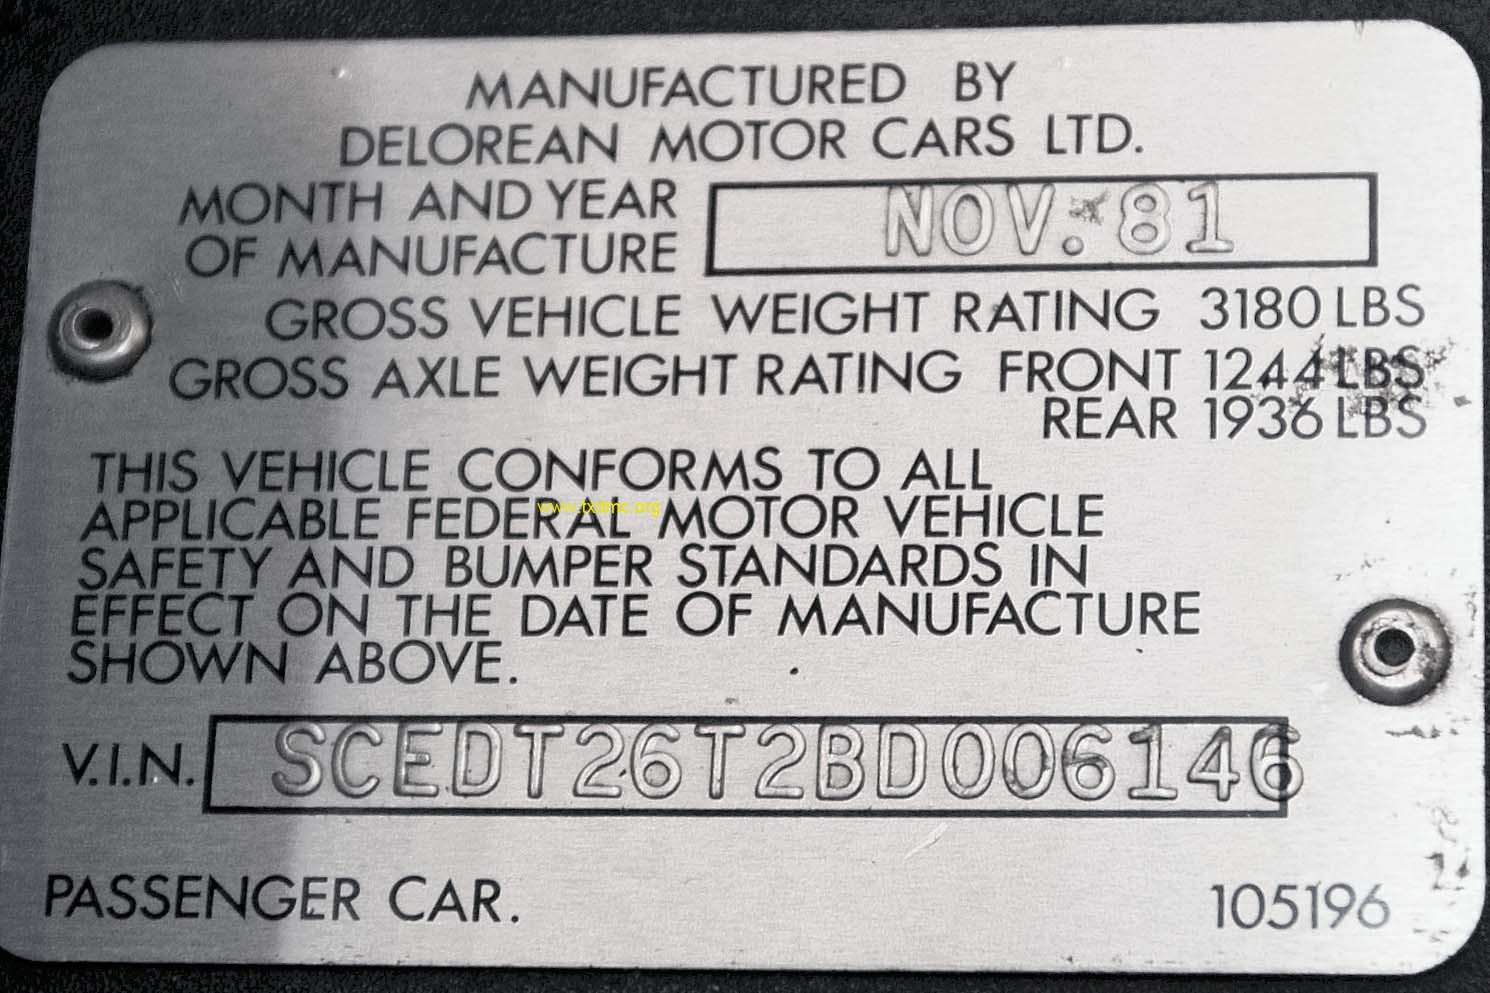 MANUFACTURED BY
DELOREAN MOTOR CARS LTD.
MONTH AND YEAR
OF MANUFACTURE
NOV. 81
GROSS VEHICLE WEIGHT RATING 3180 LBS
GROSS AXLE WEIGHT RATING FRONT 1244 LBS
REAR 1936 LBS
THIS VEHICLE CONFORMS TO ALL
APPLICABLE FEDERAL MOTOR VEHICLE
www.txdmc.org
SAFETY AND BUMPER STANDARDS IN
EFFECT ON THE DATE OF MANUFACTURE
SHOWN ABOVE.
V.I.N. SCEDT26T2BD006146
PASSENGER CAR. 105196